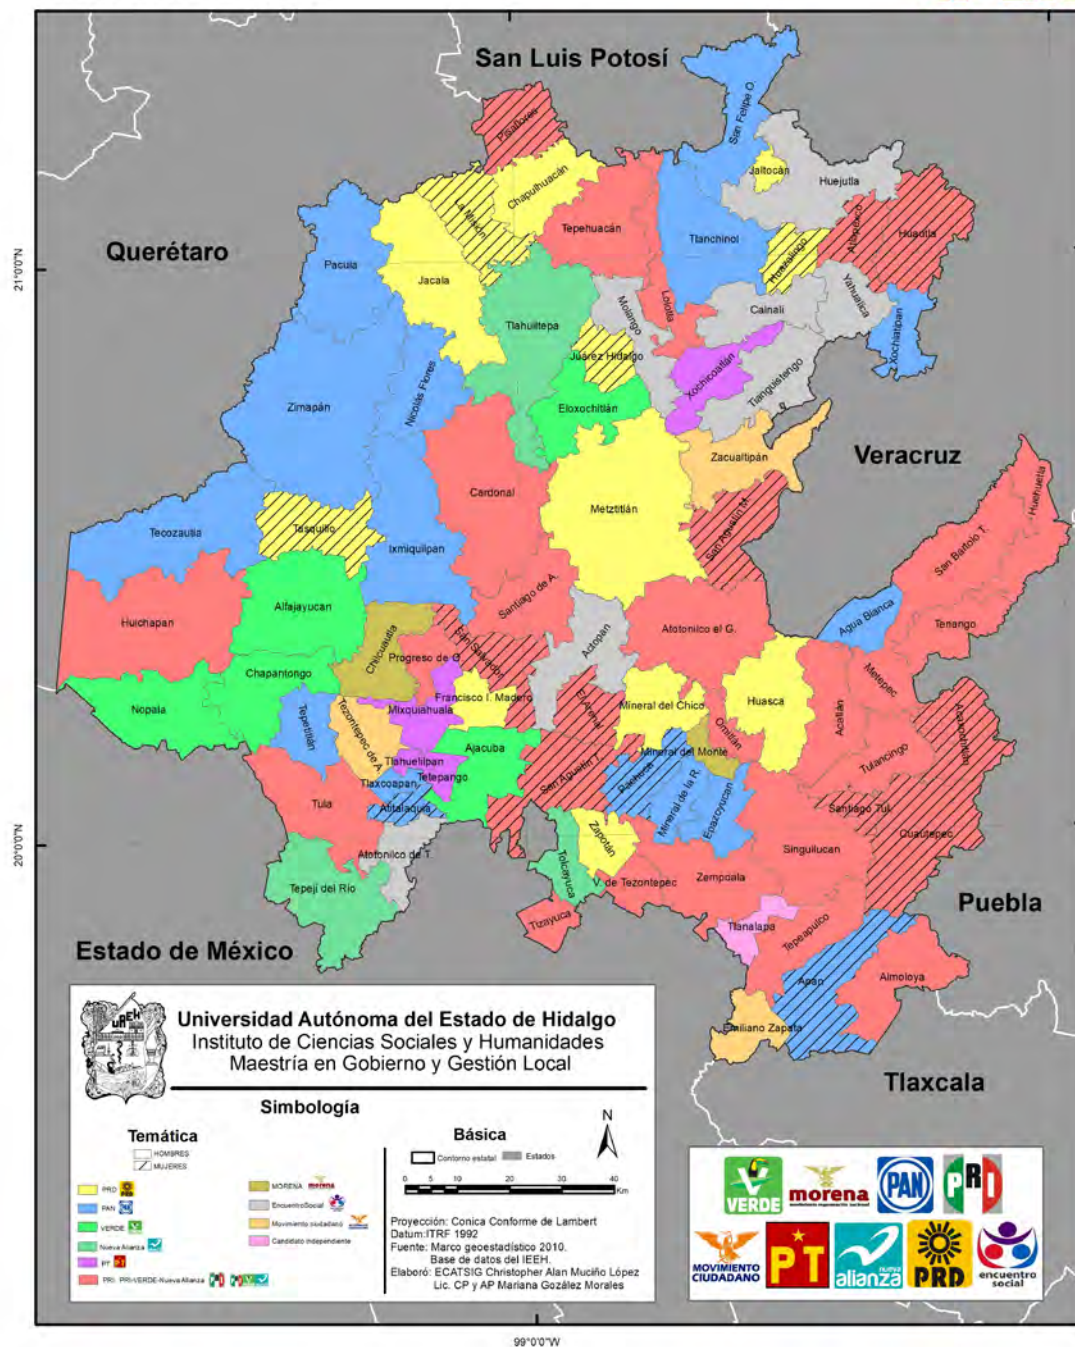 San Luis Potosí
San Felipe O.
Pisaflores
Jaltocán
Huejutla
Chapulhuacán
La Misión
Querétaro
Tepehuacán
Tlanchinol
Huazalingo
Atlapexco
Huautla
21°0'0"N
Pacula
Jacala
Lolotla
Molango
Calnali
Yahualica
Xochiatipan
Tlahuiltepa
Juárez Hidalgo
Xochicoatlán
Tianguistengo
Nicolás Flores
Zimapán
Eloxochitlán
Zacualtipán
Veracruz
Cardonal
Metztitlán
Huehuetla
San Bartolo T.
San Agustín M.
Tecozautla
Tasquillo
Ixmiquilpan
Santiago de A.
Alfajayucan
Huichapan
Agua Blanca
Tenango
Atotonilco el G.
Chilcuautla
San Salvador
Actopan
Progreso de O.
Metepec
Chapantongo
Nopala
Francisco I. Madero
Mixquiahuala
El Arenal
Mineral del Chico
Huasca
Acatlán
Acaxochitlán
Tepetitlán
Tezontepec de A.
Ajacuba
Omitlán
Mineral del Monte
Tulancingo
Tlahuelilpan
Tetepango
San Agustín T.
Pachuca
Tlaxcoapan
Atitalaquia
Tula
Mineral de la R.
Epazoyucan
Santiago Tul.
Cuautepec
20°0'0"N
Atotonilco de T.
Zapotlán
Tolcayuca
Singuilucan
Tepeji del Río
V. de Tezontepec
Zempoala
Puebla
Tizayuca
Tlanalapa
Tepeapulco
Estado de México
Apan
Almoloya
Emiliano Zapata
Tlaxcala
UAEH
Universidad Autónoma del Estado de Hidalgo
Instituto de Ciencias Sociales y Humanidades
Maestría en Gobierno y Gestión Local
Simbología
Temática
HOMBRES
MUJERES
PRD PRD
PAN PAN
VERDE
Nueva Alianza
PT PT
PRI- PRI-VERDE-Nueva Alianza
MORENA morena
EncuentroSocial
Movimiento ciudadano
Candidato independiente
Básica
N
Contorno estatal Estados
0 5 10 20 30 40
Km
Proyección: Conica Conforme de Lambert
Datum:ITRF 1992
Fuente: Marco geoestadístico 2010.
Base de datos del IEEH.
Elaboró: ECATSIG Christopher Alan Muciño López
Lic. CP y AP Mariana Gozález Morales
VERDE
morena
PAN
PRD
MOVIMIENTO
CIUDADANO
PT
nueva
alianza
PRD
encuentro
social
99°0'0"W